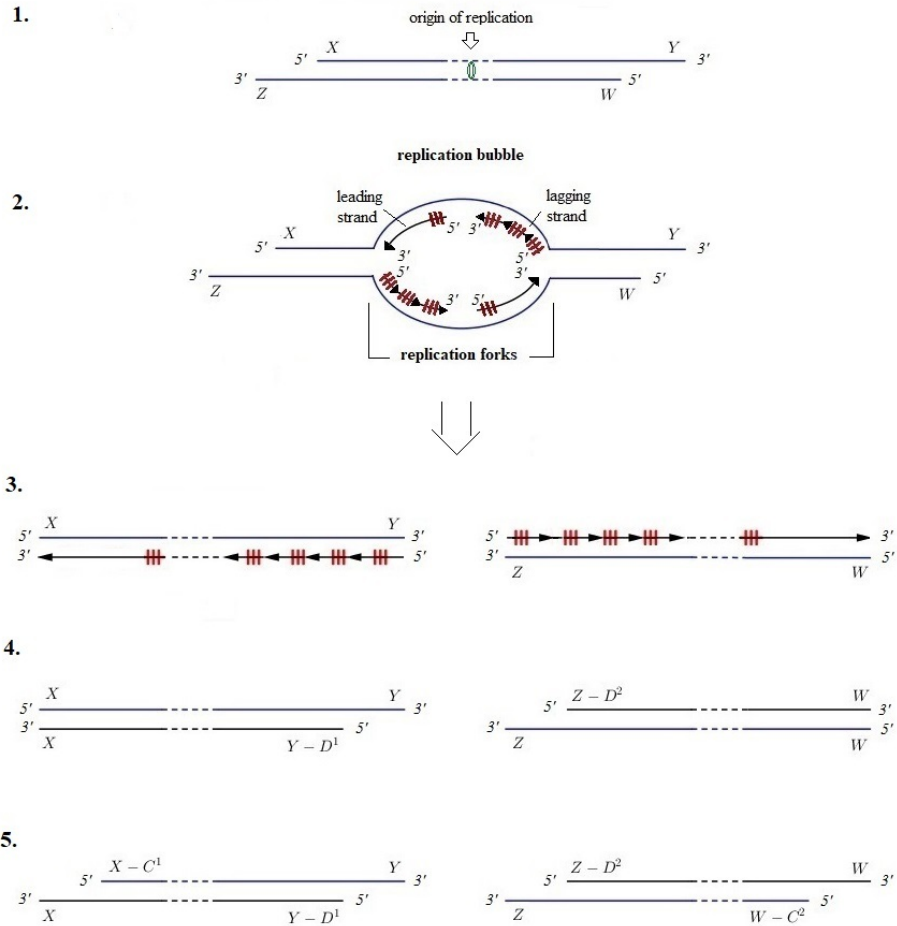 1.
origin of replication
X
Y
5'
3'
3'
5'
Z
W
replication bubble
2.
leading
strand
lagging
strand
5'
3'
X
Y
5'
3'
5'
3'
3'
5'
3'
5'
3'
5'
Z
W
replication forks
3.
X
Y
5'
3'
5'
3'
3'
5'
3'
5'
Z
W
4.
X
Y
Z − D²
W
5'
3'
5'
3'
3'
5'
3'
5'
X
Y − D¹
Z
W
5.
X − C¹
Y
Z − D²
W
5'
3'
5'
3'
3'
5'
3'
5'
X
Y − D¹
Z
W − C²